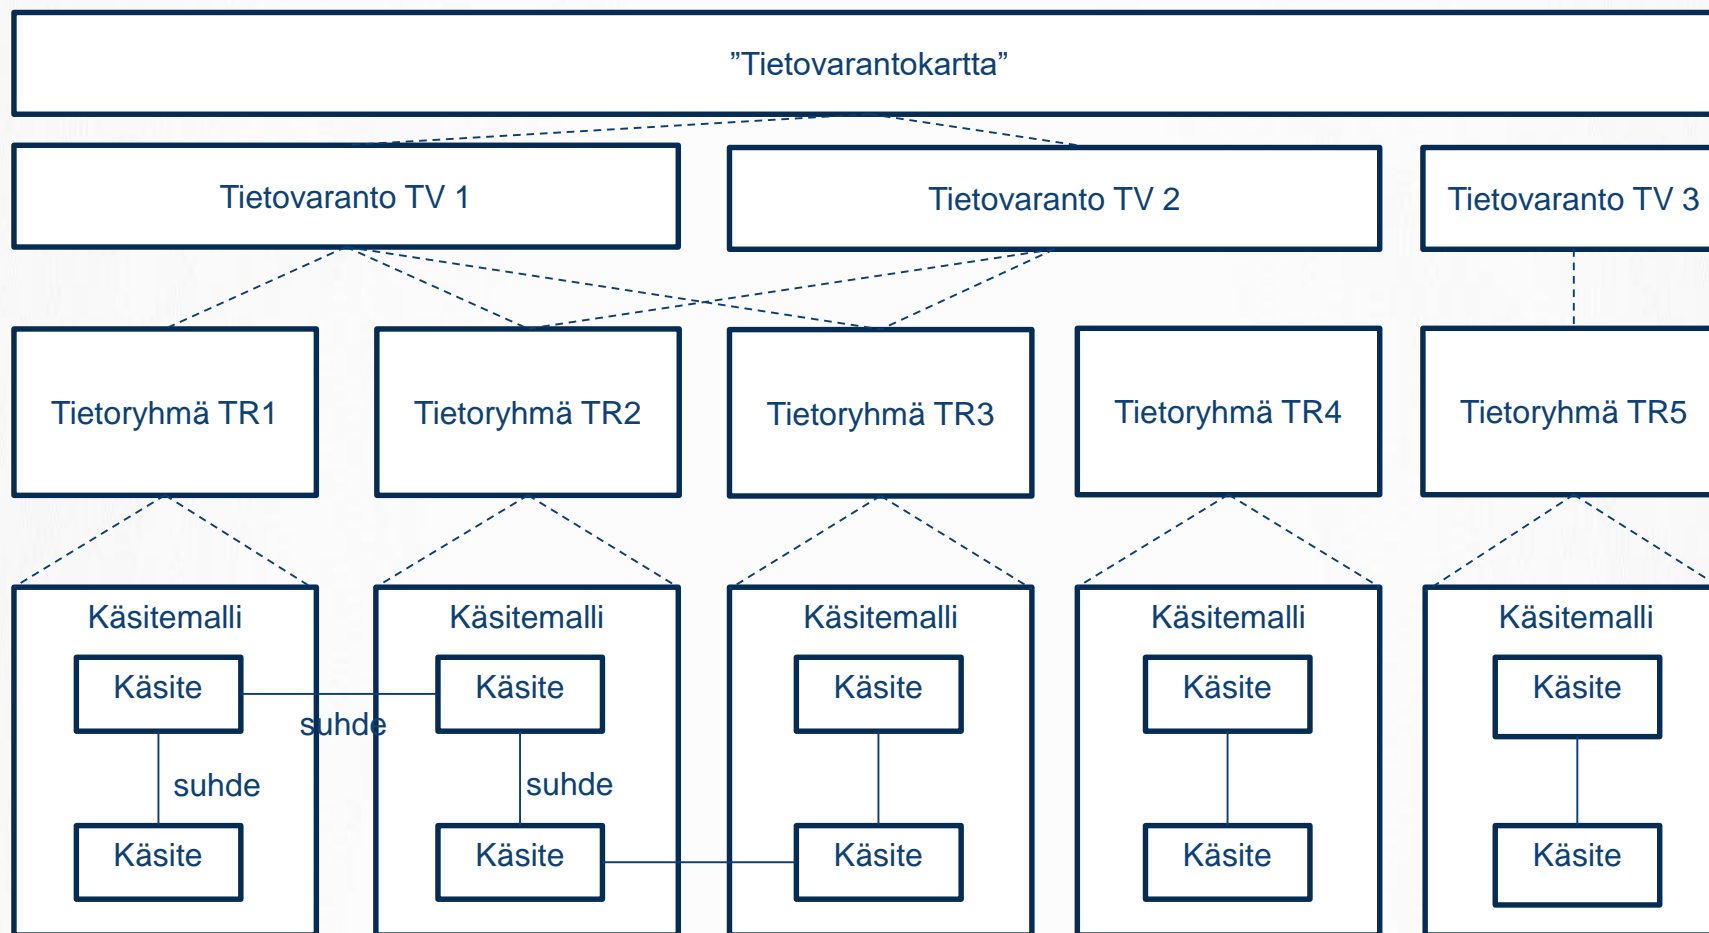 ”Tietovarantokartta”
Tietovaranto TV 1
Tietovaranto TV 2
Tietovaranto TV 3
Tietoryhmä TR1
Tietoryhmä TR2
Tietoryhmä TR3
Tietoryhmä TR4
Tietoryhmä TR5
Käsitemalli
Käsitemalli
Käsitemalli
Käsitemalli
Käsitemalli
Käsite
Käsite
Käsite
Käsite
Käsite
suhde
suhde
suhde
Käsite
Käsite
Käsite
Käsite
Käsite